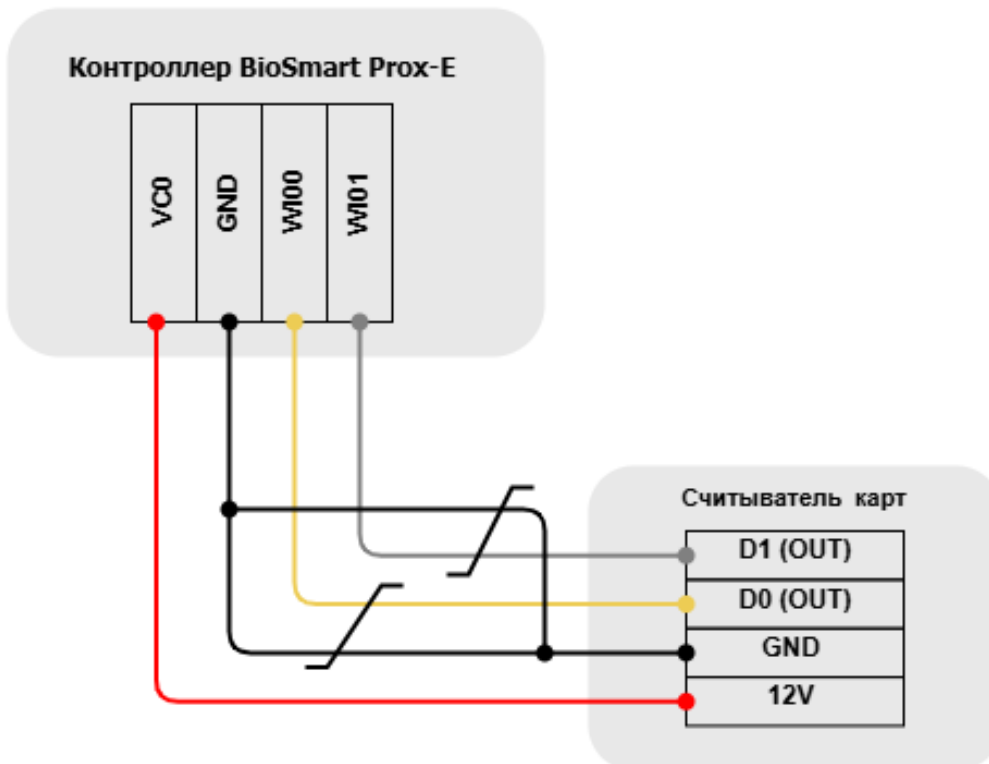 Контроллер BioSmart Prox-E
VC0
GND
WI00
WI01
Считыватель карт
D1 (OUT)
D0 (OUT)
GND
12V